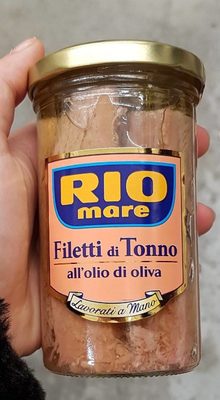 RIO
mare
Filetti di Tonno
all'olio di oliva
Lavorati a Mano